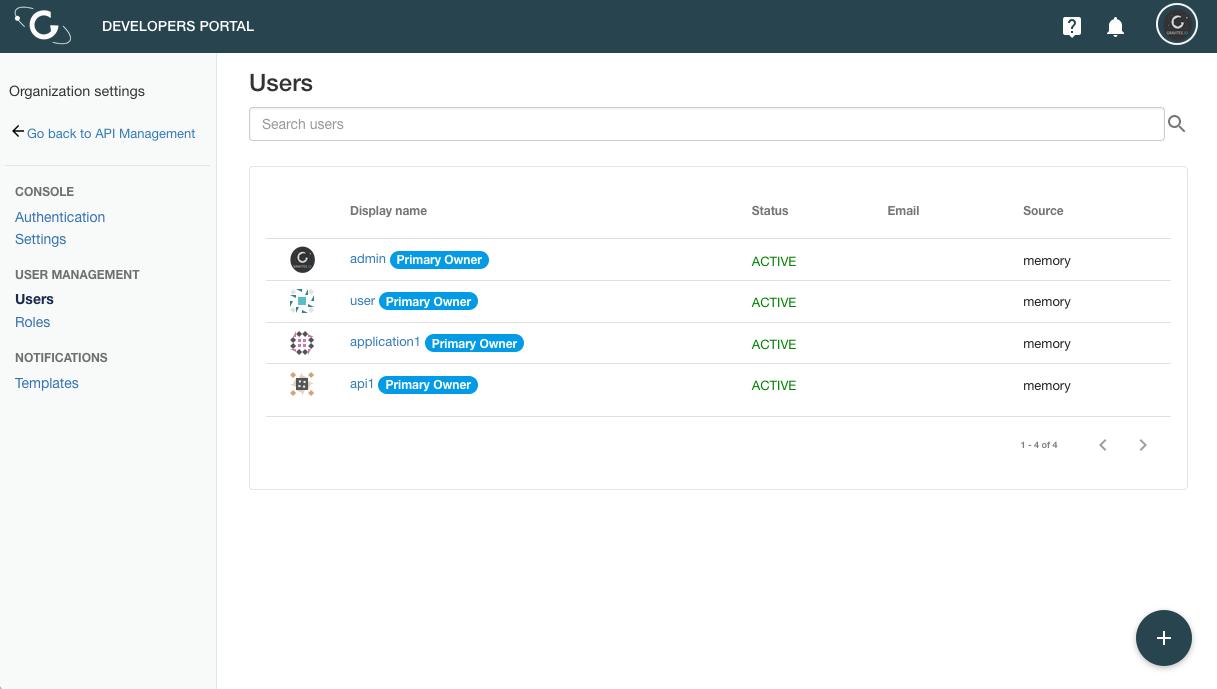 DEVELOPERS PORTAL
Organization settings
Go back to API Management
CONSOLE
Authentication
Settings
USER MANAGEMENT
Users
Roles
NOTIFICATIONS
Templates
Users
Search users
Display name Status Email Source
admin Primary Owner ACTIVE memory
user Primary Owner ACTIVE memory
application1 Primary Owner ACTIVE memory
api1 Primary Owner ACTIVE memory
1 - 4 of 4